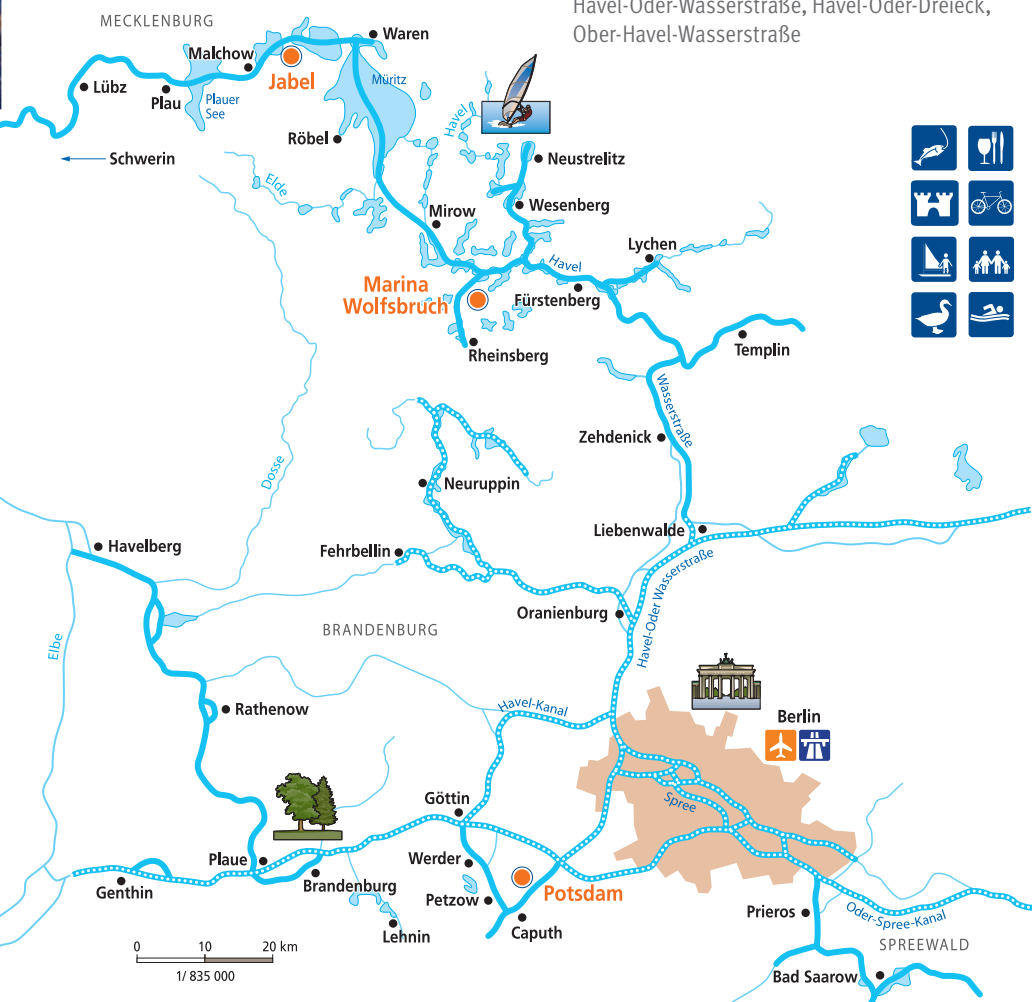 Havel-Oder-Wasserstraße, Havel-Oder-Dreieck,
Ober-Havel-Wasserstraße
MECKLENBURG
Waren
Malchow
Jabel
Lübz
Plau
Plauer
See
Müritz
Röbel
Havel
Schwerin
Neustrelitz
Elde
Wesenberg
Mirow
Lychen
Havel
Marina
Wolfsbruch
Fürstenberg
Rheinsberg
Templin
Wasserstraße
Zehdenick
Dosse
Neuruppin
Liebenwalde
Havelberg
Fehrbellin
Havel-Oder Wasserstraße
Oranienburg
BRANDENBURG
Elbe
Rathenow
Havel-Kanal
Berlin
Göttin
Spree
Plaue
Werder
Genthin
Brandenburg
Petzow
Potsdam
Lehnin
Caputh
Prieros
Oder-Spree-Kanal
SPREEWALD
Bad Saarow
0 10 20 km
1/ 835 000